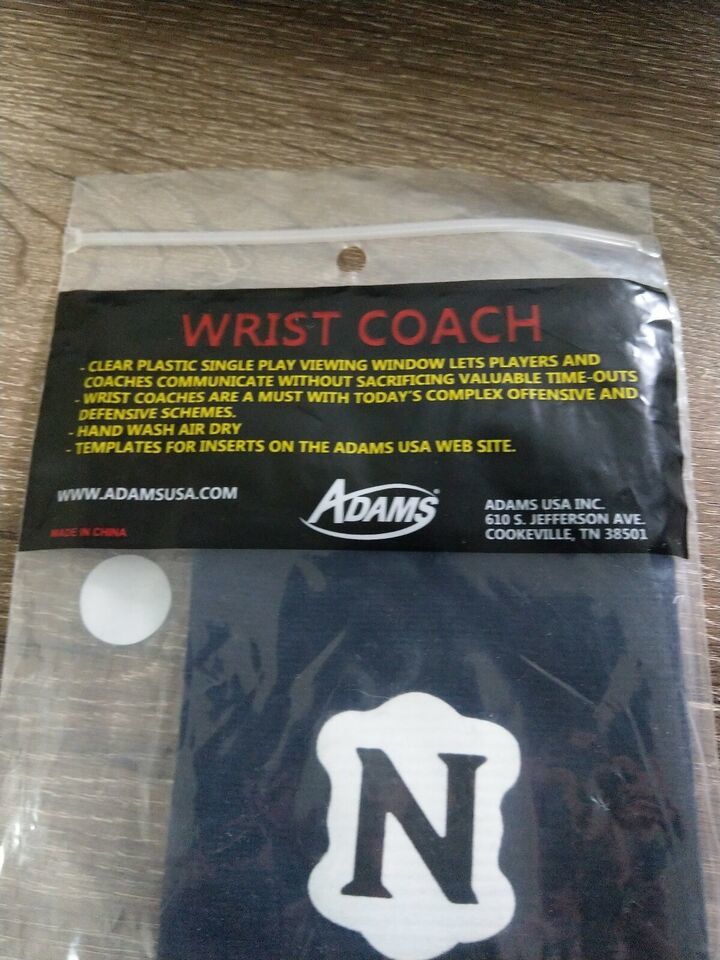 WRIST COACH
- CLEAR PLASTIC SINGLE PLAY VIEWING WINDOW LETS PLAYERS AND
COACHES COMMUNICATE WITHOUT SACRIFICING VALUABLE TIME-OUTS
- WRIST COACHES ARE A MUST WITH TODAY'S COMPLEX OFFENSIVE AND
DEFENSIVE SCHEMES.
- HAND WASH AIR DRY
- TEMPLATES FOR INSERTS ON THE ADAMS USA WEB SITE.
WWW.ADAMSUSA.COM
MADE IN CHINA
ADAMS®
ADAMS USA INC.
610 S. JEFFERSON AVE.
COOKEVILLE, TN 38501
N